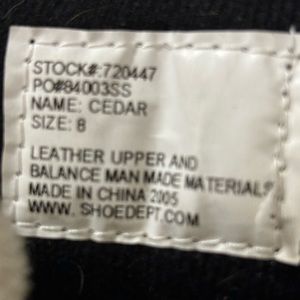 STOCK#:720447
PO#84003SS
NAME: CEDAR
SIZE: 8
LEATHER UPPER AND
BALANCE MAN MADE MATERIALS
MADE IN CHINA 2005
WWW. SHOEDEPT.COM